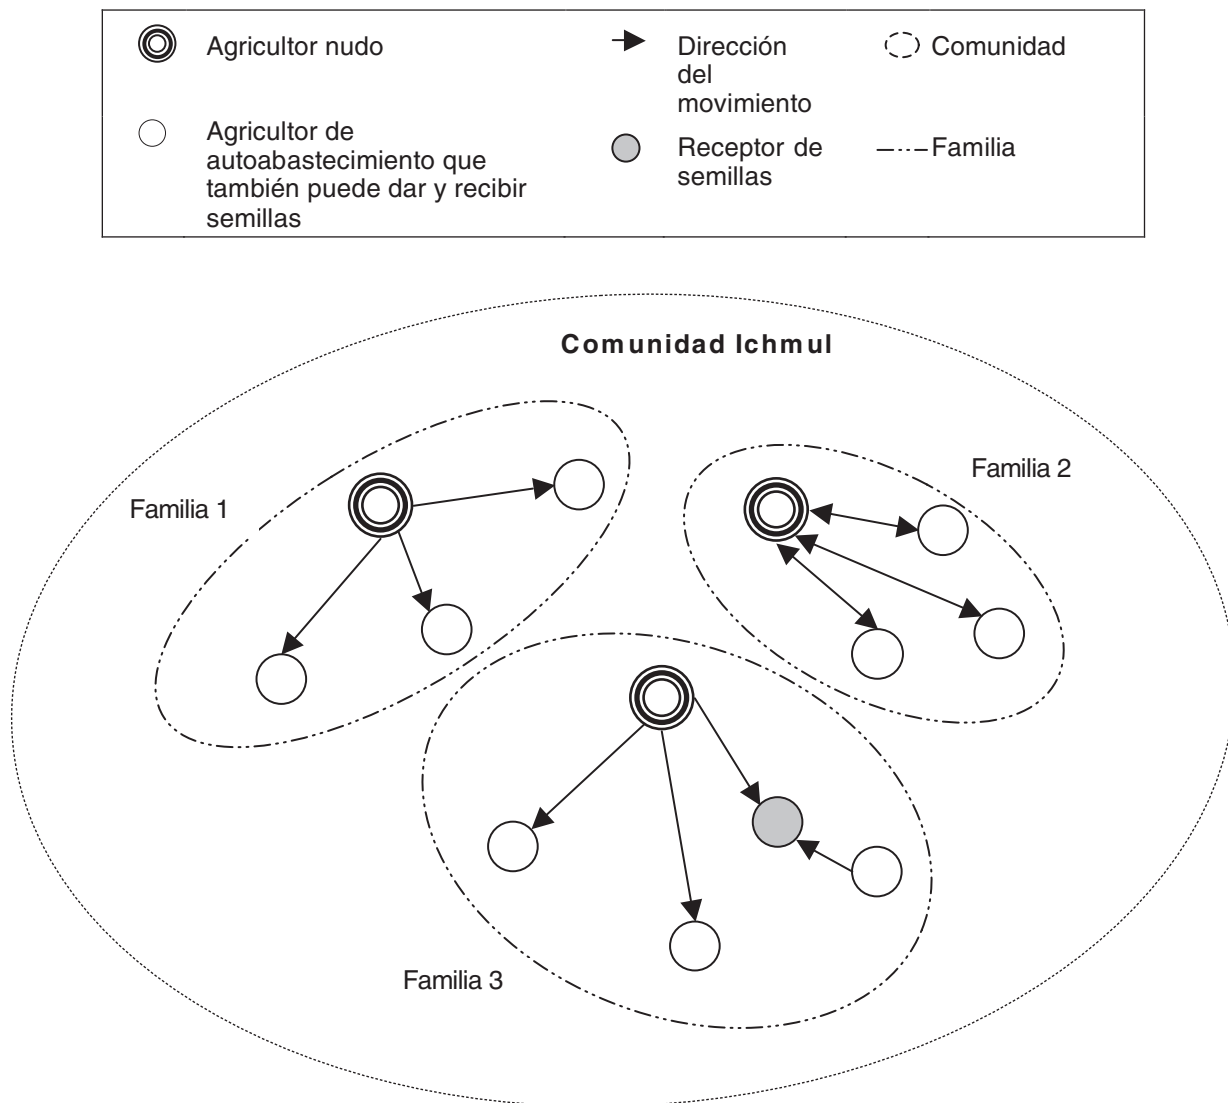 Agricultor nudo
Dirección
del
movimiento
Comunidad
Agricultor de
autoabastecimiento que
también puede dar y recibir
semillas
Receptor de
semillas
Familia
Comunidad Ichmul
Familia 1
Familia 2
Familia 3